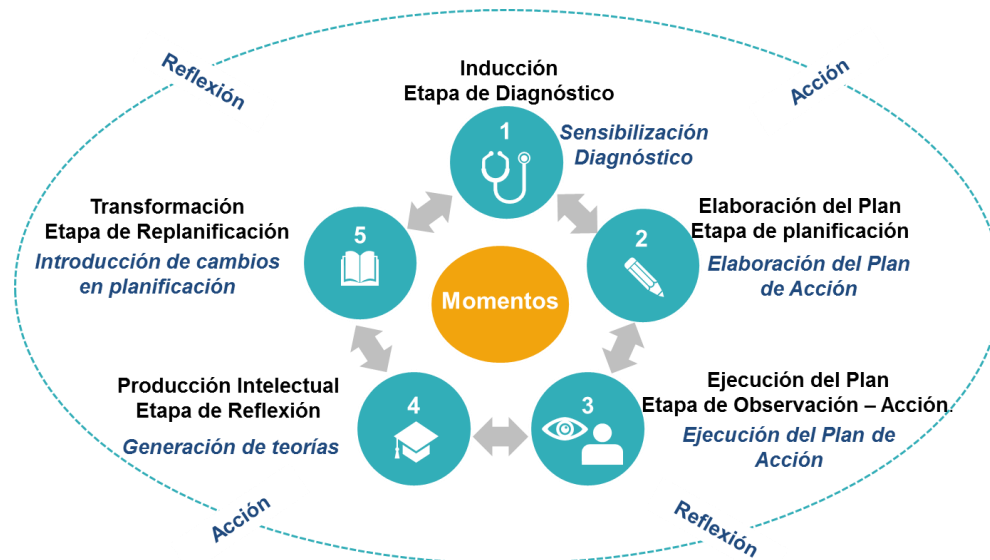 Reflexión
Acción
Inducción
Etapa de Diagnóstico
1
Sensibilización
Diagnóstico
Elaboración del Plan
Etapa de planificación
2
Elaboración del Plan
de Acción
Momentos
Ejecución del Plan
Etapa de Observación – Acción.
3
Ejecución del Plan de
Acción
Producción Intelectual
Etapa de Reflexión
4
Generación de teorías
Transformación
Etapa de Replanificación
5
Introducción de cambios
en planificación
Acción
Reflexión